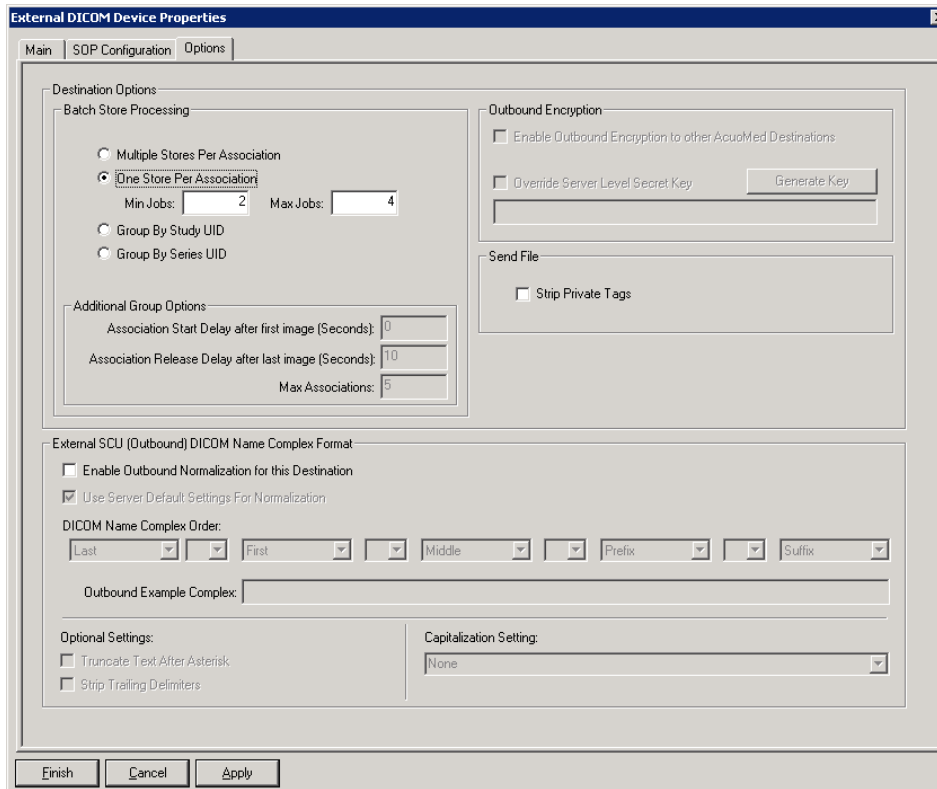 External DICOM Device Properties
Main
SOP Configuration
Options
Destination Options
Batch Store Processing
Multiple Stores Per Association
One Store Per Association
Min Jobs: 2 Max Jobs: 4
Group By Study UID
Group By Series UID
Additional Group Options
Association Start Delay after first image (Seconds): 0
Association Release Delay after last image (Seconds): 10
Max Associations: 5
Outbound Encryption
Enable Outbound Encryption to other AcuoMed Destinations
Override Server Level Secret Key
Generate Key
Send File
Strip Private Tags
External SCU (Outbound) DICOM Name Complex Format
Enable Outbound Normalization for this Destination
Use Server Default Settings For Normalization
DICOM Name Complex Order:
Last First Middle Prefix Suffix
Outbound Example Complex:
Optional Settings:
Truncate Text After Asterisk
Strip Trailing Delimiters
Capitalization Setting:
None
Finish Cancel Apply